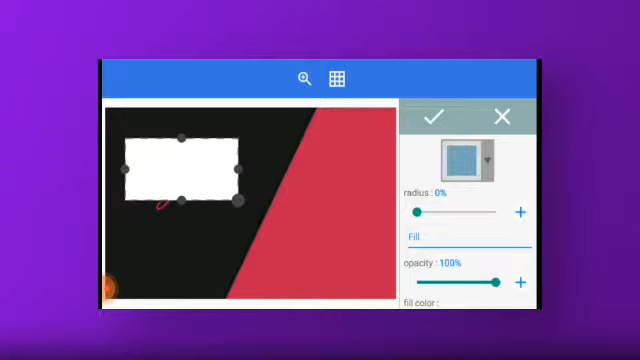 radius : 0%
Fill
opacity : 100%
fill color :